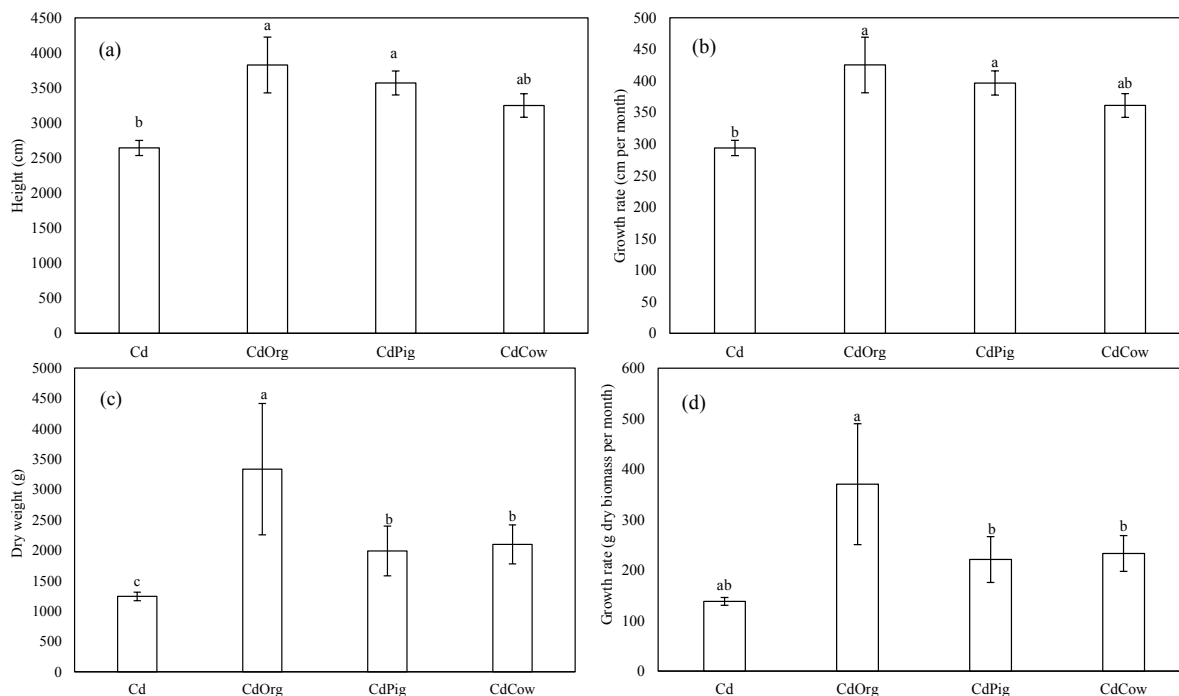 (a)
Height (cm)
4500
4000
3500
3000
2500
2000
1500
1000
500
0
b
a
a
ab
Cd
CdOrg
CdPig
CdCow
(b)
Growth rate (cm per month)
500
450
400
350
300
250
200
150
100
50
0
b
a
a
ab
Cd
CdOrg
CdPig
CdCow
(c)
Dry weight (g)
5000
4500
4000
3500
3000
2500
2000
1500
1000
500
0
c
a
b
b
Cd
CdOrg
CdPig
CdCow
(d)
Growth rate (g dry biomass per month)
600
500
400
300
200
100
0
ab
a
b
b
Cd
CdOrg
CdPig
CdCow